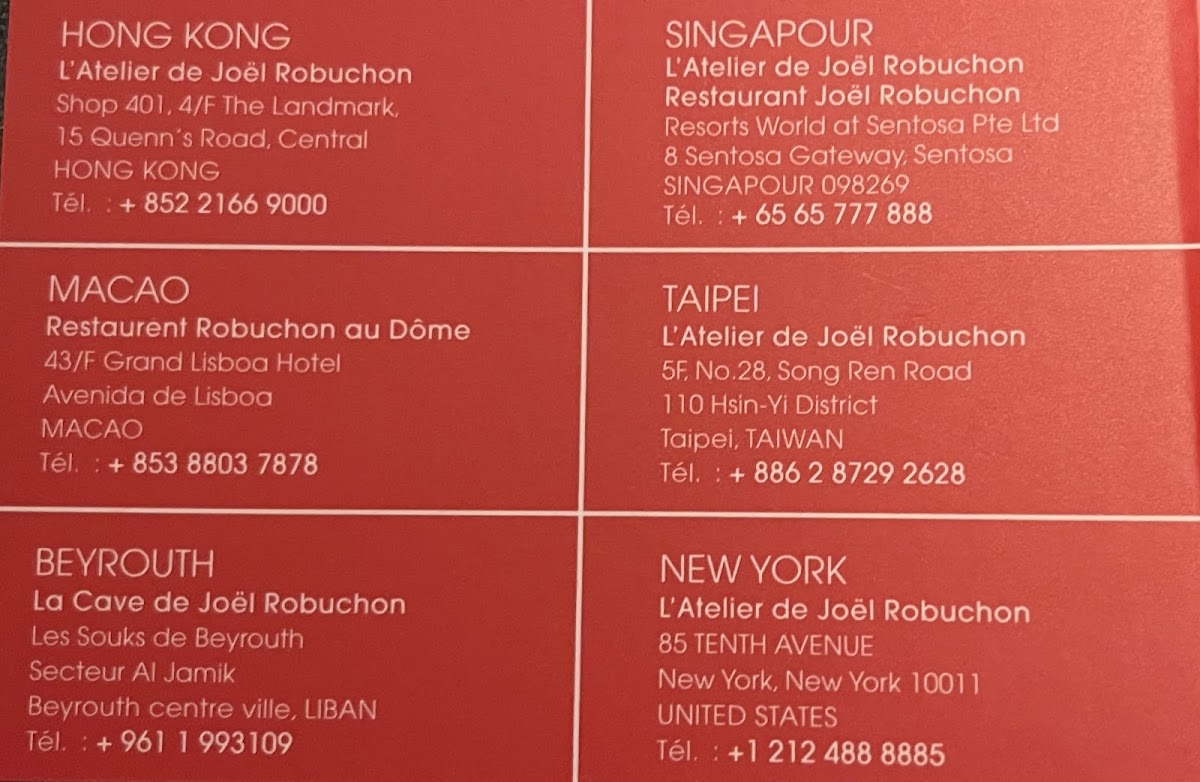 HONG KONG
L'Atelier de Joël Robuchon
Shop 401, 4/F The Landmark,
15 Quenn's Road, Central
HONG KONG
Tél. : + 852 2166 9000
SINGAPOUR
L'Atelier de Joël Robuchon
Restaurant Joël Robuchon
Resorts World at Sentosa Pte Ltd
8 Sentosa Gateway, Sentosa
SINGAPOUR 098269
Tél. : + 65 65 777 888
MACAO
Restaurent Robuchon au Dôme
43/F Grand Lisboa Hotel
Avenida de Lisboa
MACAO
Tél. : + 853 8803 7878
TAIPEI
L'Atelier de Joël Robuchon
5F, No.28, Song Ren Road
110 Hsin-Yi District
Taipei, TAIWAN
Tél. : + 886 2 8729 2628
BEYROUTH
La Cave de Joël Robuchon
Les Souks de Beyrouth
Secteur Al Jamik
Beyrouth centre ville, LIBAN
Tél. : + 961 1 993109
NEW YORK
L'Atelier de Joël Robuchon
85 TENTH AVENUE
New York, New York 10011
UNITED STATES
Tél. : +1 212 488 8885